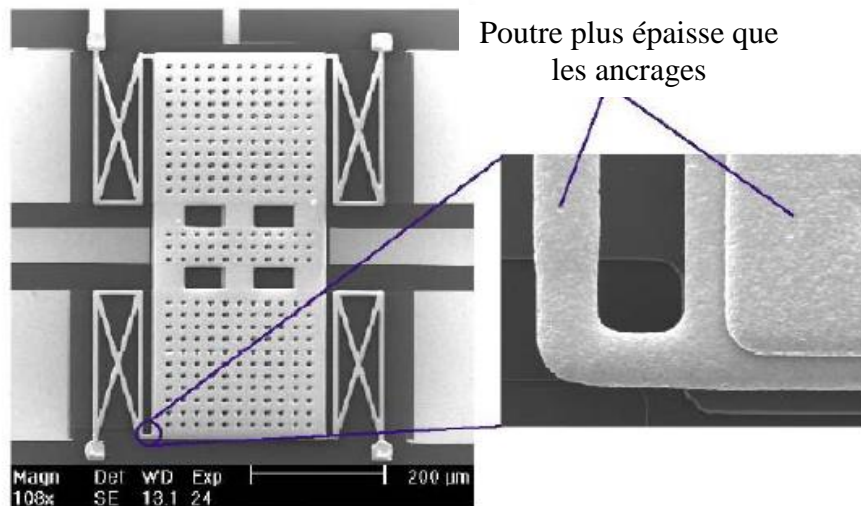 Poutre plus épaisse que
les ancrages
Magn Det WD Exp
200 µm
108x SE 13.1 24